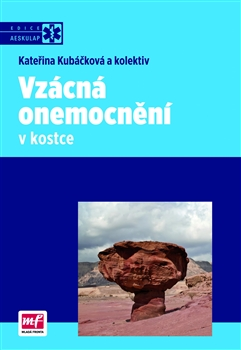 EDICE
AESKULAP
Kateřina Kubáčková a kolektiv
Vzácná
onemocnění
v kostce
mf
MLADÁ FRONTA